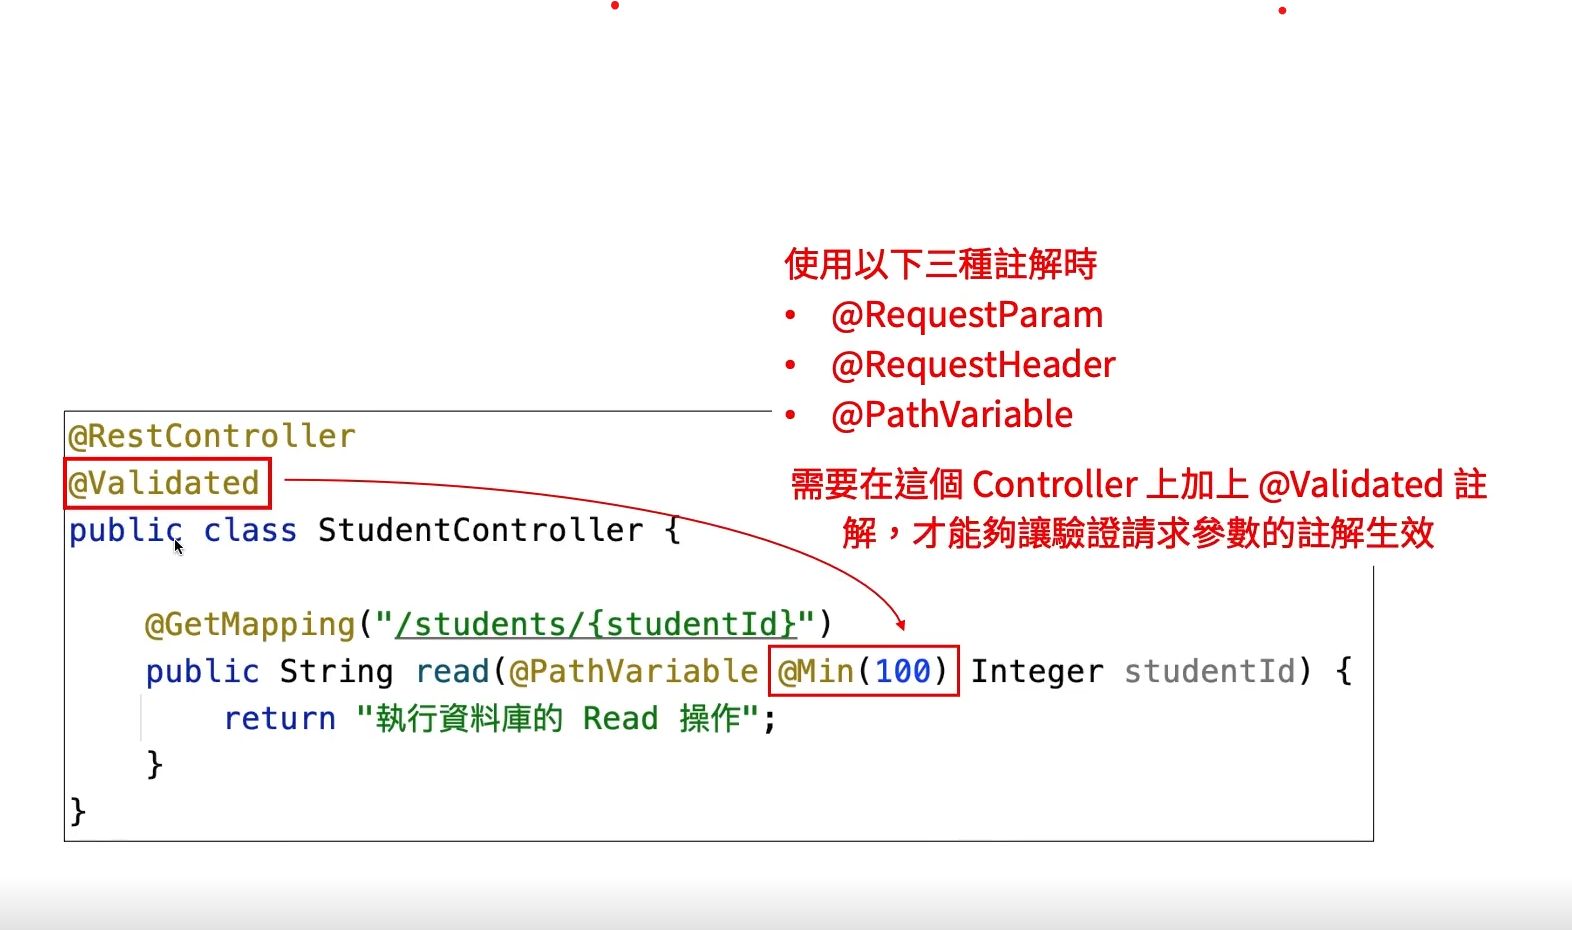 使用以下三種註解時
• @RequestParam
• @RequestHeader
• @PathVariable
需要在這個 Controller 上加上 @Validated 註
解，才能夠讓驗證請求參數的註解生效
@RestController
@Validated
public class StudentController {
@GetMapping("/students/{studentId}")
public String read(@PathVariable @Min(100) Integer studentId) {
return "執行資料庫的 Read 操作";
}
}